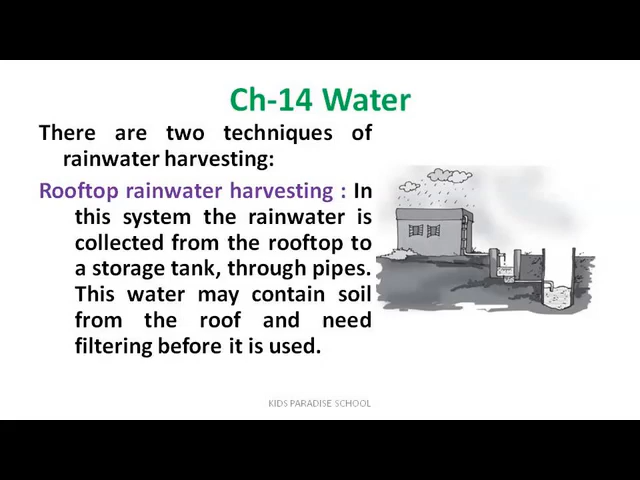 Ch-14 Water
There are two techniques of
rainwater harvesting:
Rooftop rainwater harvesting : In
this system the rainwater is
collected from the rooftop to
a storage tank, through pipes.
This water may contain soil
from the roof and need
filtering before it is used.
KIDS PARADISE SCHOOL